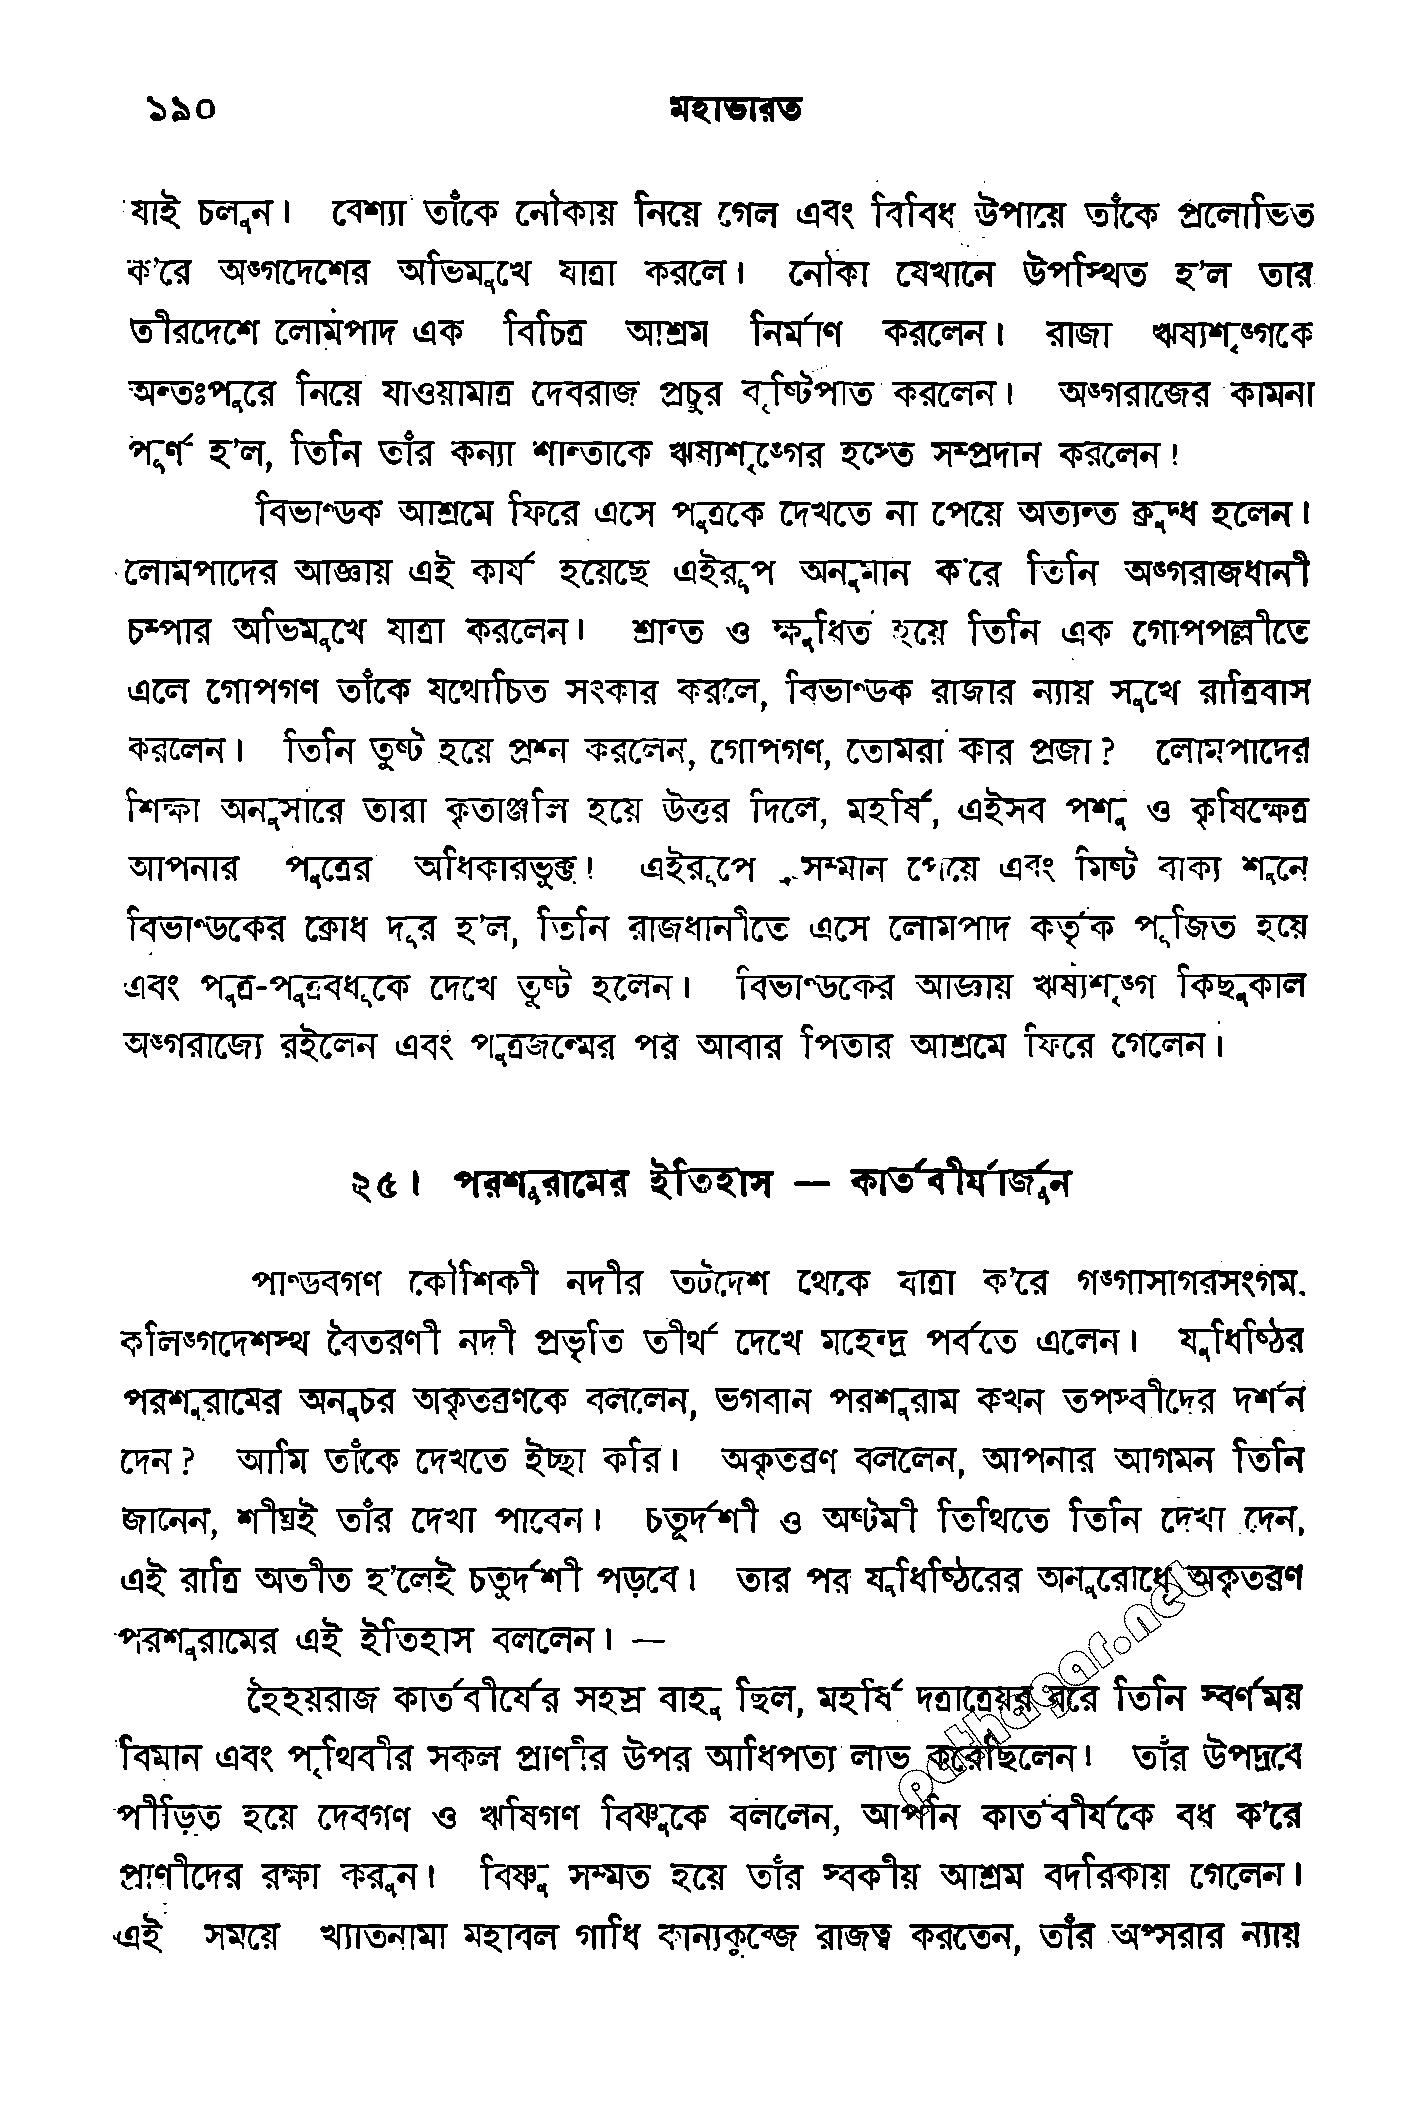 ১৯০ মহাভারত
যাই চলুন। বেশ্যা তাঁকে নৌকায় নিয়ে গেল এবং বিবিধ উপায়ে তাঁকে প্রলোভিত
ক'রে অঙ্গদেশের অভিমুখে যাত্রা করলে। নৌকা যেখানে উপস্থিত হ'ল তার
তীরদেশে লোমপাদ এক বিচিত্র আশ্রম নির্মাণ করলেন। রাজা ঋষ্যশৃঙ্গকে
অন্তঃপুরে নিয়ে যাওয়ামাত্র দেবরাজ প্রচুর বৃষ্টিপাত করলেন। অঙ্গরাজের কামনা
পূর্ণ হ'ল, তিনি তাঁর কন্যা শান্তাকে ঋষ্যশৃঙ্গের হস্তে সম্প্রদান করলেন!
বিভাণ্ডক আশ্রমে ফিরে এসে পুত্রকে দেখতে না পেয়ে অত্যন্ত ক্রুদ্ধ হলেন।
লোমপাদের আজ্ঞায় এই কার্য হয়েছে এইরূপ অনুমান ক'রে তিনি অঙ্গরাজধানী
চম্পার অভিমুখে যাত্রা করলেন। শ্রান্ত ও ক্ষুধিত হয়ে তিনি এক গোপপল্লীতে
এলে গোপগণ তাঁকে যথোচিত সৎকার করলে, বিভাণ্ডক রাজার ন্যায় সুখে রাত্রিবাস
করলেন। তিনি তুষ্ট হয়ে প্রশ্ন করলেন, গোপগণ, তোমরা কার প্রজা? লোমপাদের
শিক্ষা অনুসারে তারা কৃতাঞ্জলি হয়ে উত্তর দিলে, মহর্ষি, এইসব পশু ও কৃষিক্ষেত্র
আপনার পুত্রের অধিকারভুক্ত! এইরূপে সম্মান পেয়ে এবং মিষ্ট বাক্য শুনে
বিভাণ্ডকের ক্রোধ দূর হ'ল, তিনি রাজধানীতে এসে লোমপাদ কর্তৃক পূজিত হয়ে
এবং পুত্র-পুত্রবধূকে দেখে তুষ্ট হলেন। বিভাণ্ডকের আজ্ঞায় ঋষ্যশৃঙ্গ কিছুকাল
অঙ্গরাজ্যে রইলেন এবং পুত্রজন্মের পর আবার পিতার আশ্রমে ফিরে গেলেন।
২৫। পরশুরামের ইতিহাস — কার্তবীর্যার্জুন
পাণ্ডবগণ কৌশিকী নদীর তটদেশ থেকে যাত্রা ক'রে গঙ্গাসাগরসংগম,
কলিঙ্গদেশস্থ বৈতরণী নদী প্রভৃতি তীর্থ দেখে মহেন্দ্র পর্বতে এলেন। যুধিষ্ঠির
পরশুরামের অনুচর অকৃতব্রণকে বললেন, ভগবান পরশুরাম কখন তপস্বীদের দর্শন
দেন? আমি তাঁকে দেখতে ইচ্ছা করি। অকৃতব্রণ বললেন, আপনার আগমন তিনি
জানেন, শীঘ্রই তাঁর দেখা পাবেন। চতুর্দশী ও অষ্টমী তিথিতে তিনি দেখা দেন,
এই রাত্রি অতীত হ'লেই চতুর্দশী পড়বে। তার পর যুধিষ্ঠিরের অনুরোধে অকৃতব্রণ
পরশুরামের এই ইতিহাস বললেন। —
হৈহয়রাজ কার্তবীর্যের সহস্র বাহু ছিল, মহর্ষি দত্তাত্রেয়র বরে তিনি স্বর্ণময়
বিমান এবং পৃথিবীর সকল প্রাণীর উপর আধিপত্য লাভ করেছিলেন। তাঁর উপদ্রবে
পীড়িত হয়ে দেবগণ ও ঋষিগণ বিষ্ণুকে বললেন, আপনি কার্তবীর্যকে বধ ক'রে
প্রাণীদের রক্ষা করুন। বিষ্ণু সম্মত হয়ে তাঁর স্বকীয় আশ্রম বদরিকায় গেলেন।
এই সময়ে খ্যাতনামা মহাবল গাধি কান্যকুব্জে রাজত্ব করতেন, তাঁর অপ্সরার ন্যায়
pathagar.net